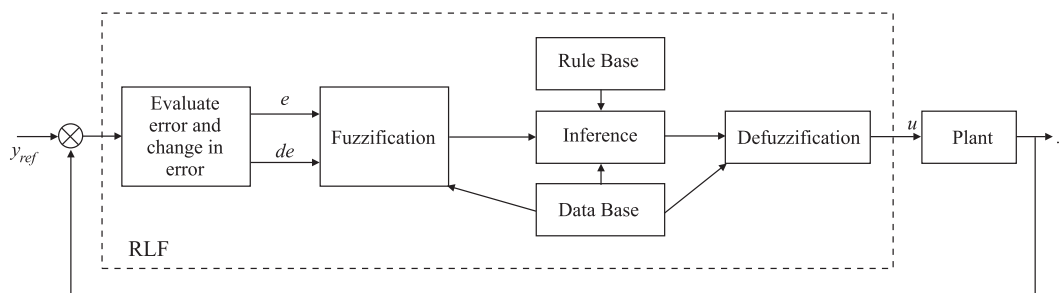 Rule Base
Evaluate
error and
change in
error
e
de
Fuzzification
Inference
Defuzzification
u
Plant
y_ref
Data Base
RLF